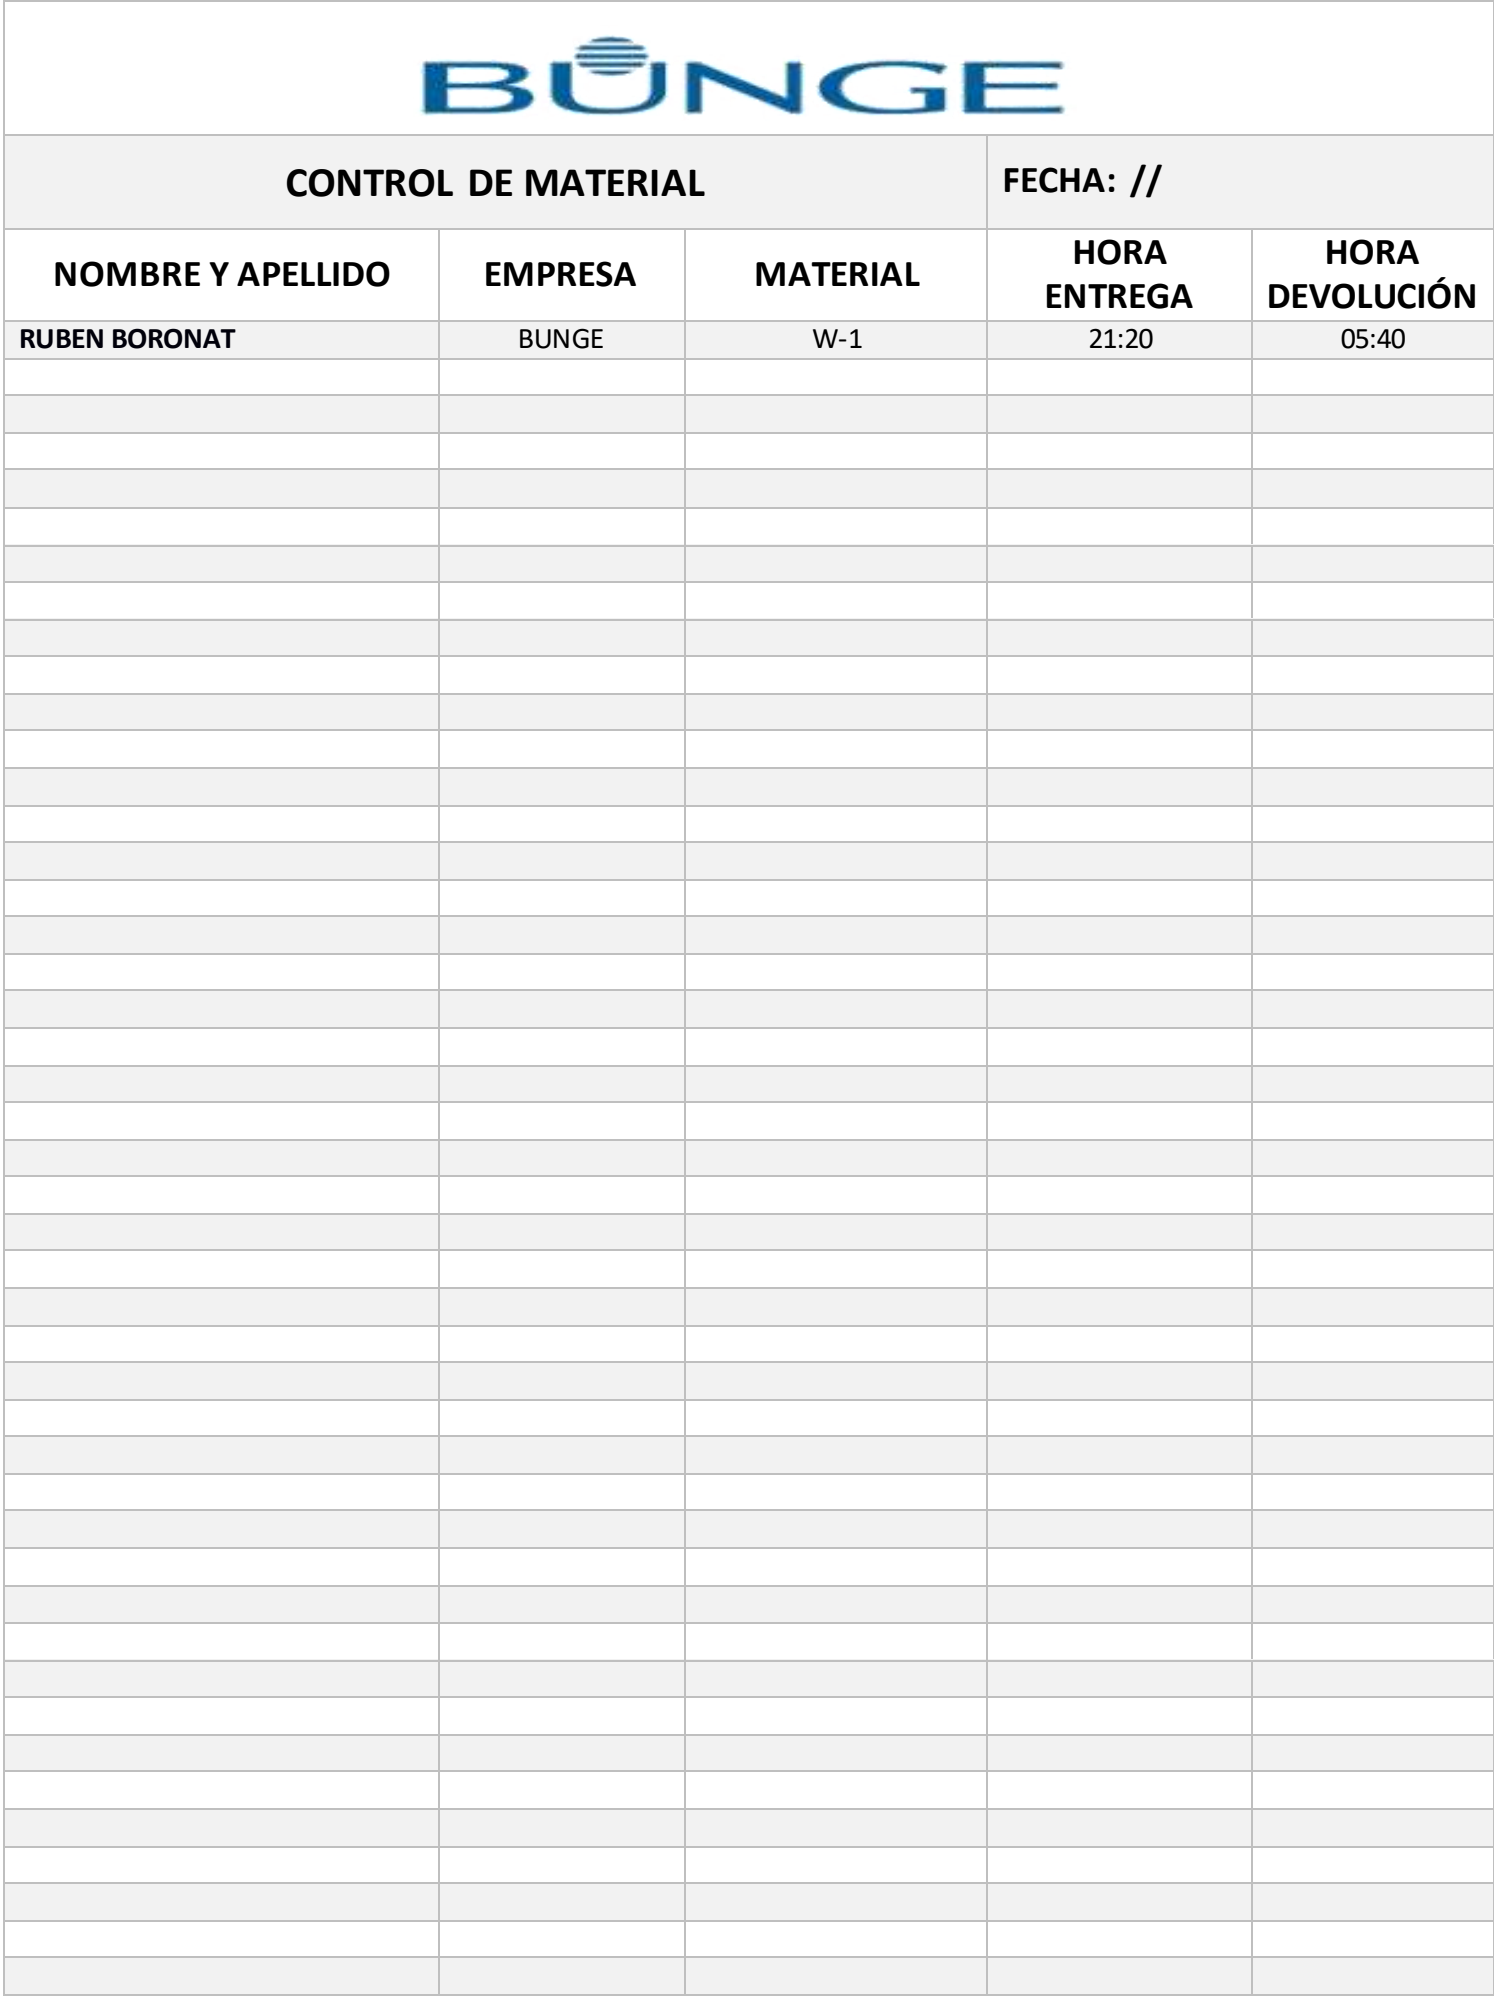 BUNGE
CONTROL DE MATERIAL
FECHA: //
NOMBRE Y APELLIDO
EMPRESA
MATERIAL
HORA
ENTREGA
HORA
DEVOLUCIÓN
RUBEN BORONAT
BUNGE
W-1
21:20
05:40